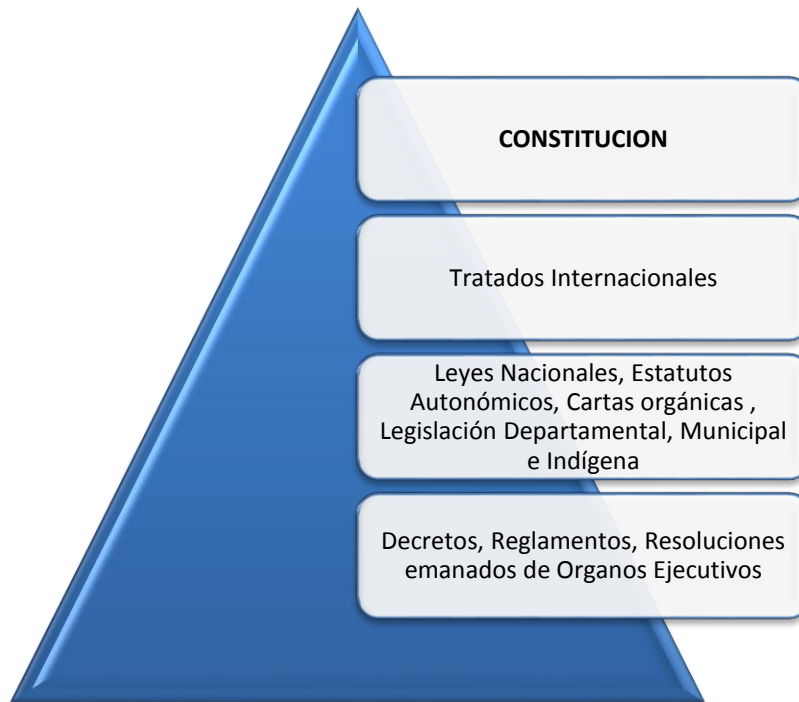 CONSTITUCION
Tratados Internacionales
Leyes Nacionales, Estatutos
Autonómicos, Cartas orgánicas ,
Legislación Departamental, Municipal
e Indígena
Decretos, Reglamentos, Resoluciones
emanados de Organos Ejecutivos